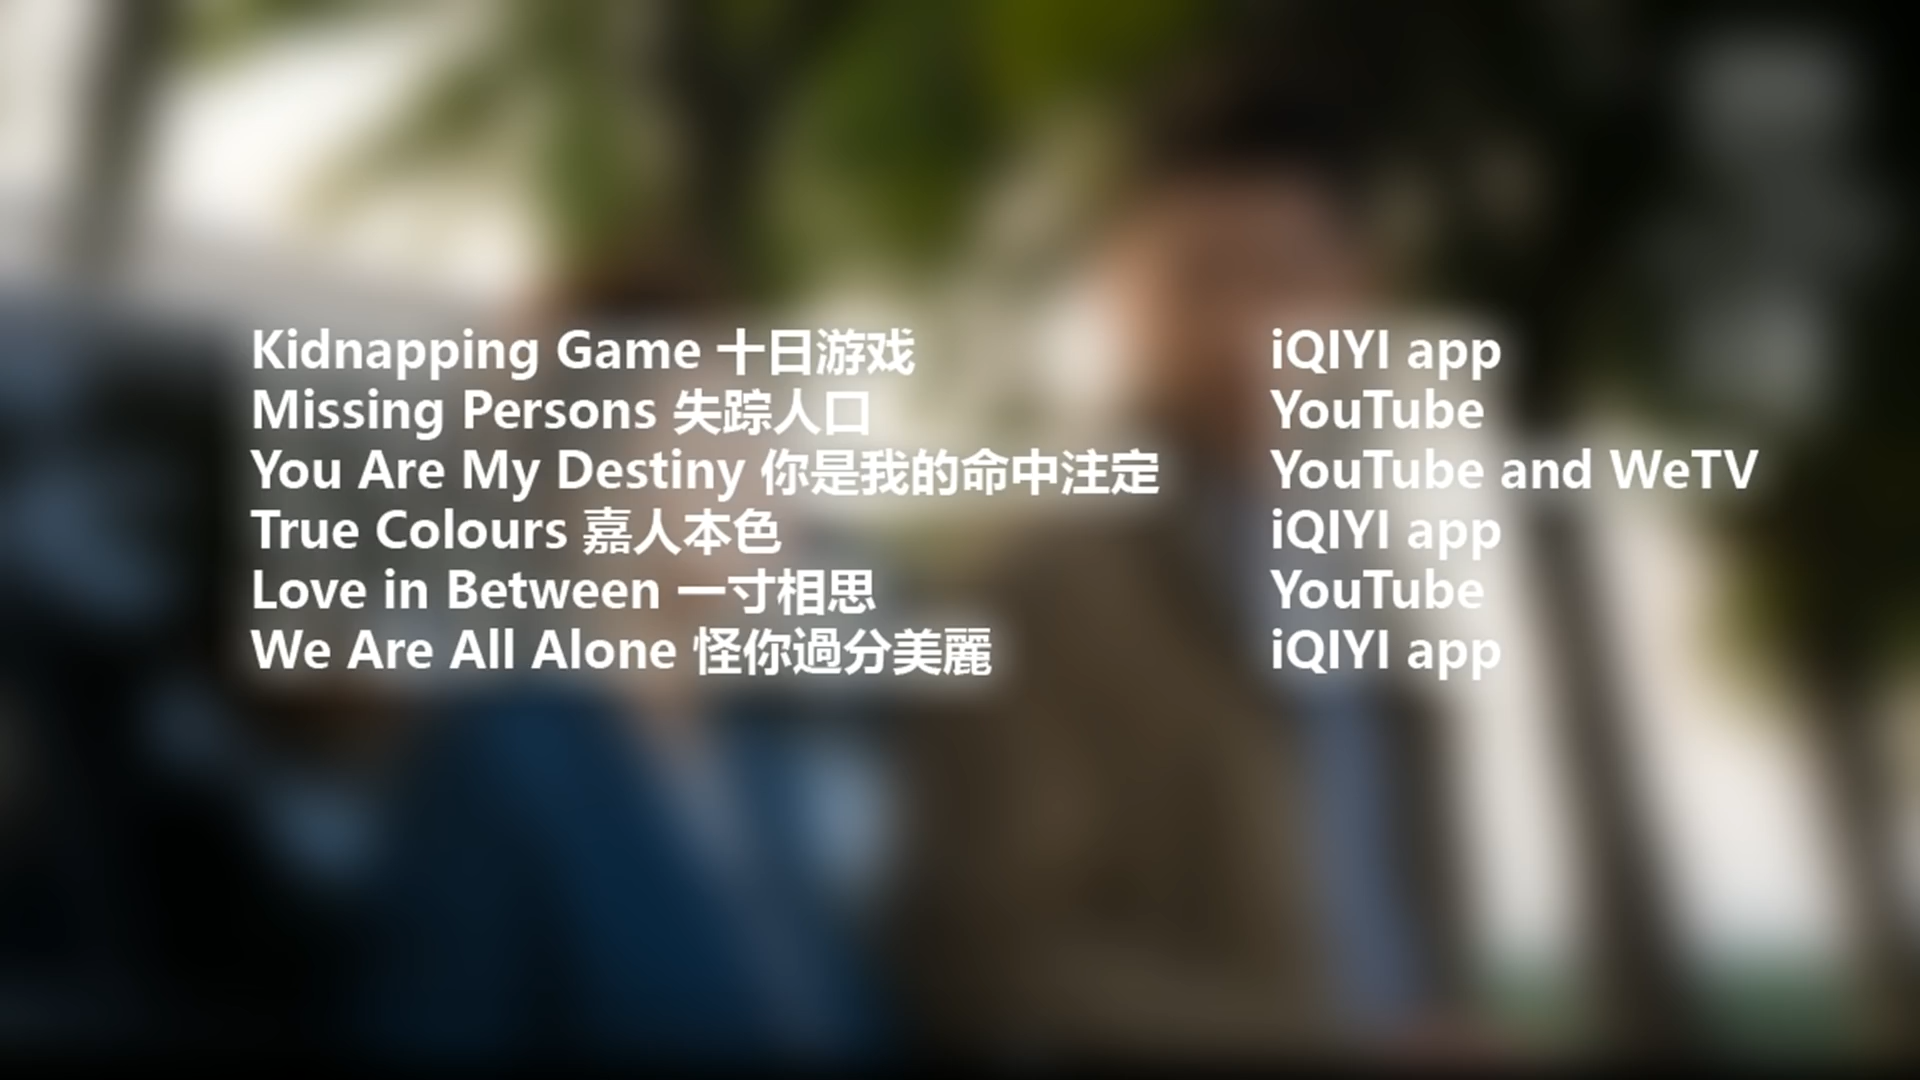 Kidnapping Game 十日游戏 iQIYI app
Missing Persons 失踪人口 YouTube
You Are My Destiny 你是我的命中注定 YouTube and WeTV
True Colours 嘉人本色 iQIYI app
Love in Between 一寸相思 YouTube
We Are All Alone 怪你過分美麗 iQIYI app